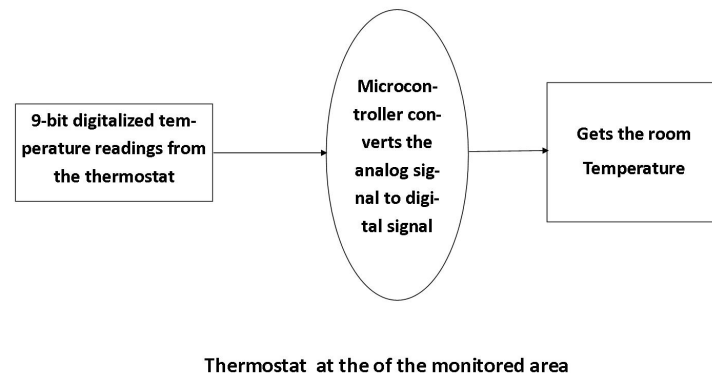 9-bit digitalized tem-
perature readings from
the thermostat
Microcon-
troller con-
verts the
analog sig-
nal to digi-
tal signal
Gets the room
Temperature
Thermostat at the of the monitored area